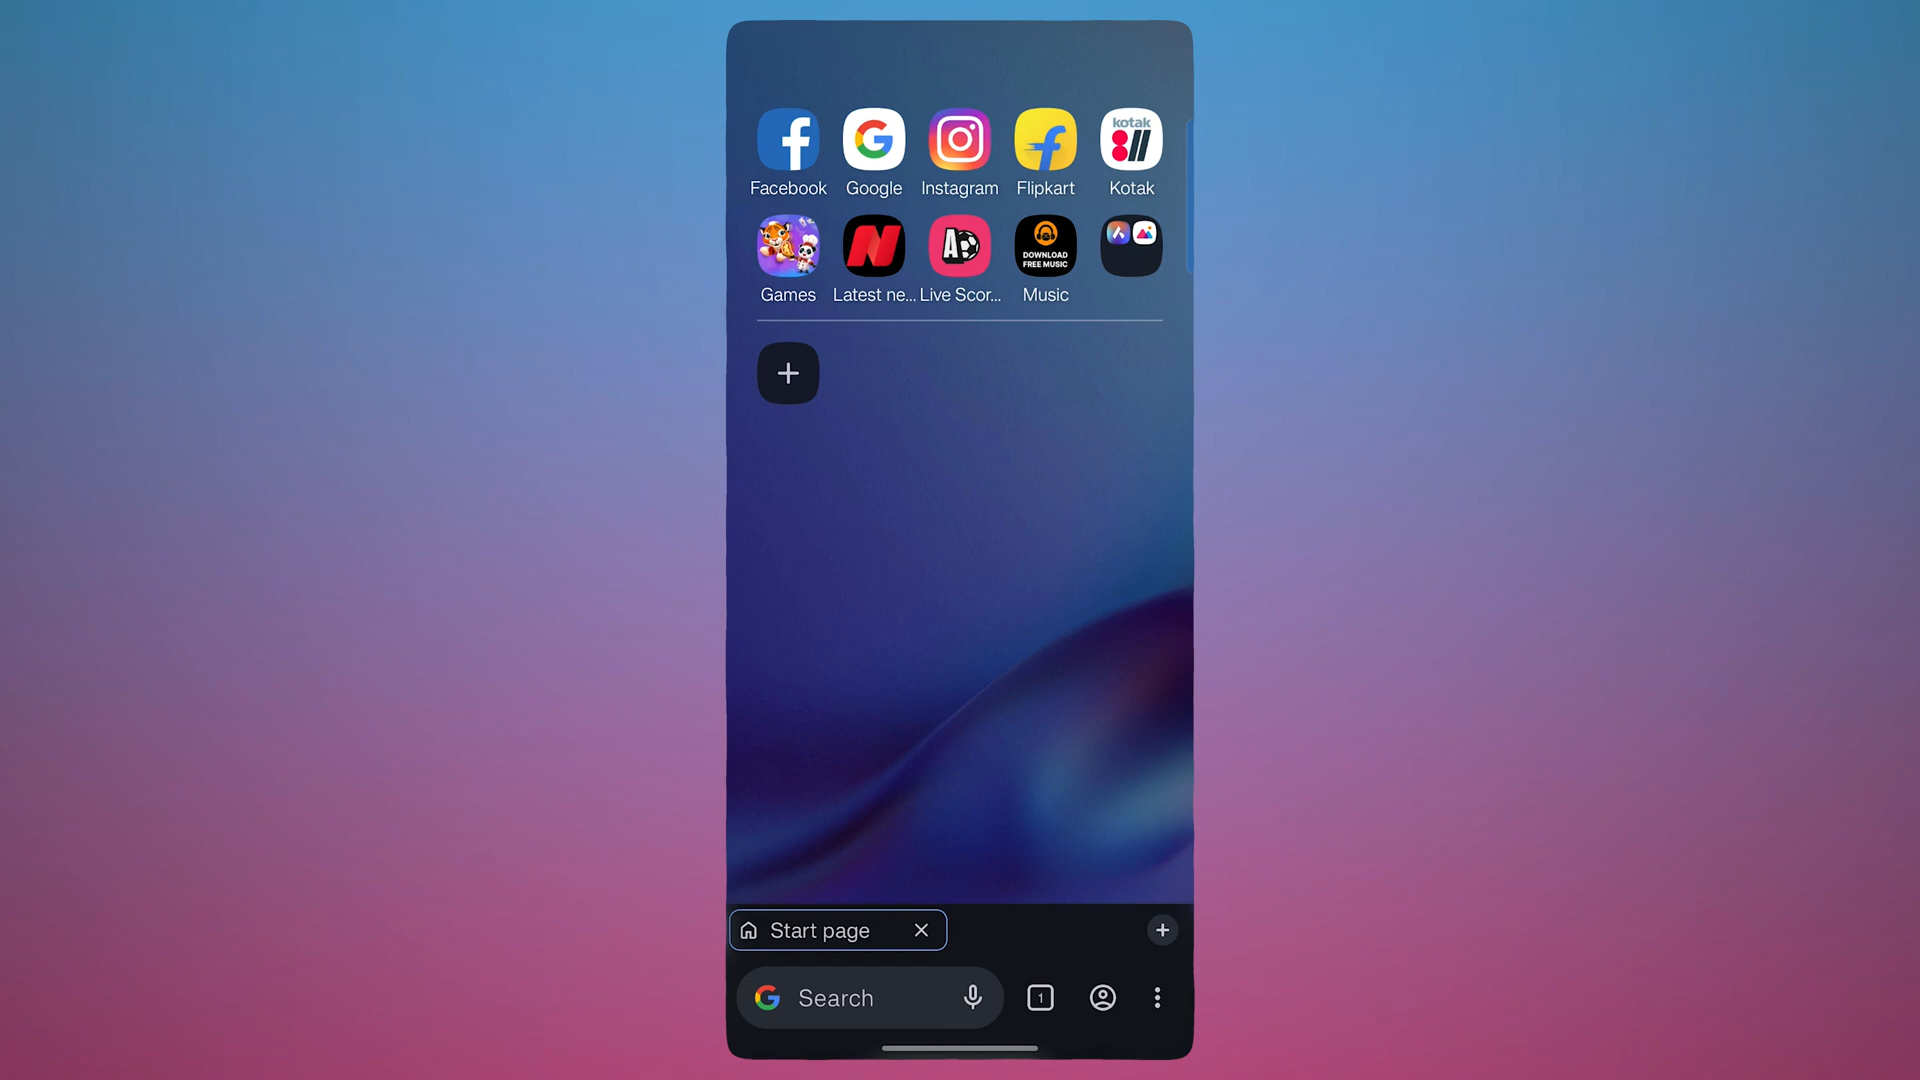 kotak
Facebook Google Instagram Flipkart Kotak
DOWNLOAD
FREE MUSIC
Games Latest ne... Live Scor... Music
Start page
Search 1